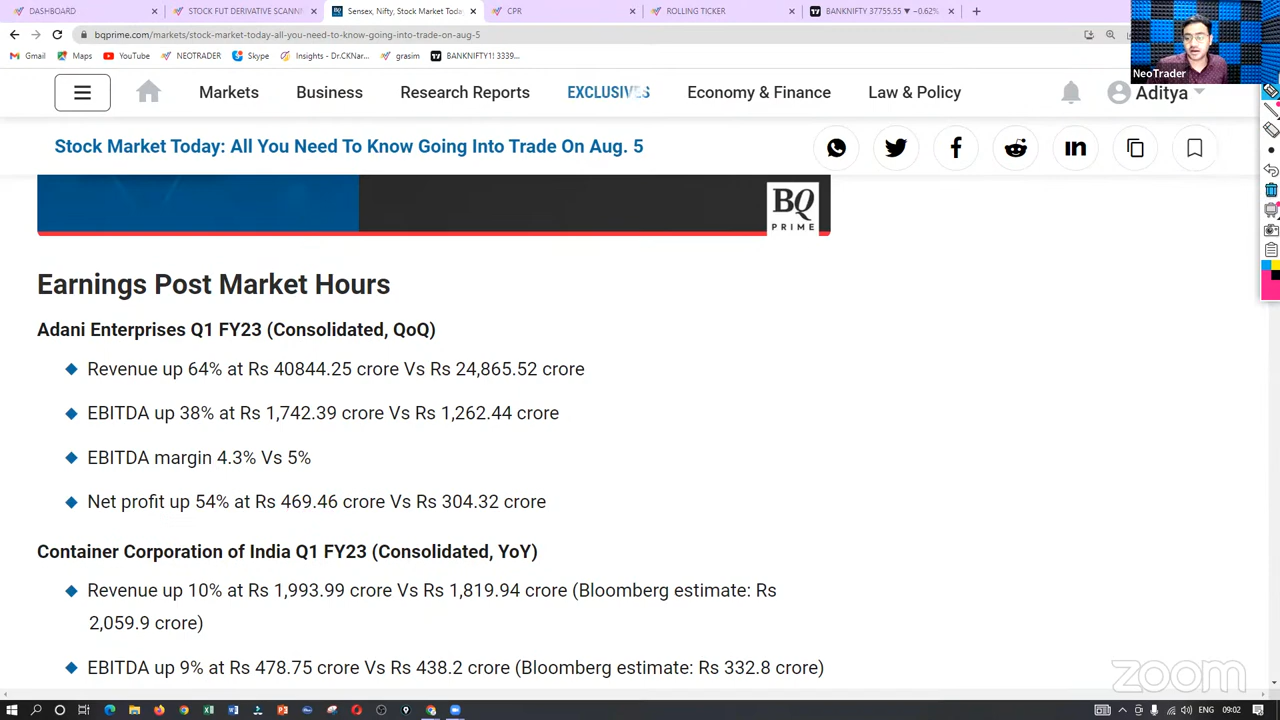 DASHBOARD
STOCK FUT DERIVATIVE SCANNI
Sensex, Nifty, Stock Market Toda
CPR
ROLLING TICKER
BANKNIFTY 37755.55 ▼ −0.62%
bqprime.com/markets/stock-market-today-all-you-need-to-know-going-into-trade-on-aug-5
Gmail
Maps
YouTube
NEOTRADER
Skype
Insights - Dr.CKNar...
grasim
BANKNIFTY1! 3339...
NeoTrader
Markets
Business
Research Reports
EXCLUSIVES
Economy & Finance
Law & Policy
Aditya
Stock Market Today: All You Need To Know Going Into Trade On Aug. 5
BQ
PRIME
Earnings Post Market Hours
Adani Enterprises Q1 FY23 (Consolidated, QoQ)
Revenue up 64% at Rs 40844.25 crore Vs Rs 24,865.52 crore
EBITDA up 38% at Rs 1,742.39 crore Vs Rs 1,262.44 crore
EBITDA margin 4.3% Vs 5%
Net profit up 54% at Rs 469.46 crore Vs Rs 304.32 crore
Container Corporation of India Q1 FY23 (Consolidated, YoY)
Revenue up 10% at Rs 1,993.99 crore Vs Rs 1,819.94 crore (Bloomberg estimate: Rs
2,059.9 crore)
EBITDA up 9% at Rs 478.75 crore Vs Rs 438.2 crore (Bloomberg estimate: Rs 332.8 crore)
zoom
ENG
09:02